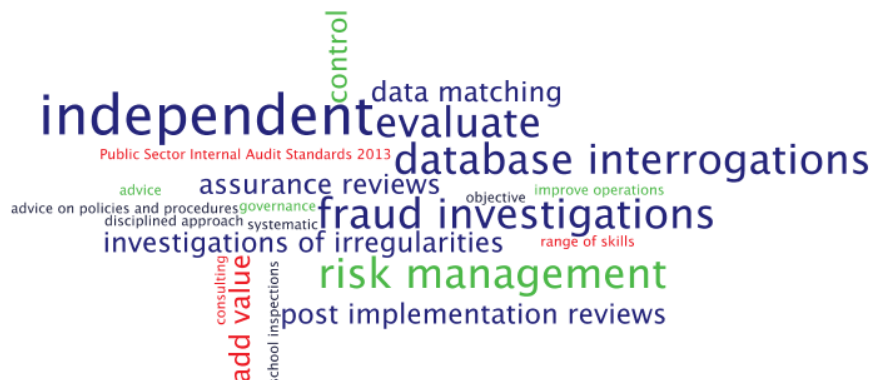 control
data matching
independent
evaluate
Public Sector Internal Audit Standards 2013
database interrogations
assurance reviews
advice
objective
improve operations
advice on policies and procedures
governance
fraud investigations
disciplined approach
systematic
investigations of irregularities
range of skills
consulting
add value
school inspections
risk management
post implementation reviews